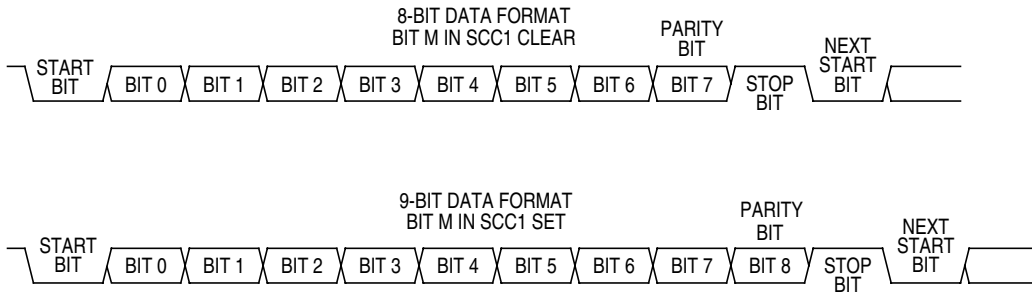 8-BIT DATA FORMAT
BIT M IN SCC1 CLEAR
PARITY
BIT
START
BIT
BIT 0
BIT 1
BIT 2
BIT 3
BIT 4
BIT 5
BIT 6
BIT 7
STOP
BIT
NEXT
START
BIT
9-BIT DATA FORMAT
BIT M IN SCC1 SET
PARITY
BIT
START
BIT
BIT 0
BIT 1
BIT 2
BIT 3
BIT 4
BIT 5
BIT 6
BIT 7
BIT 8
STOP
BIT
NEXT
START
BIT